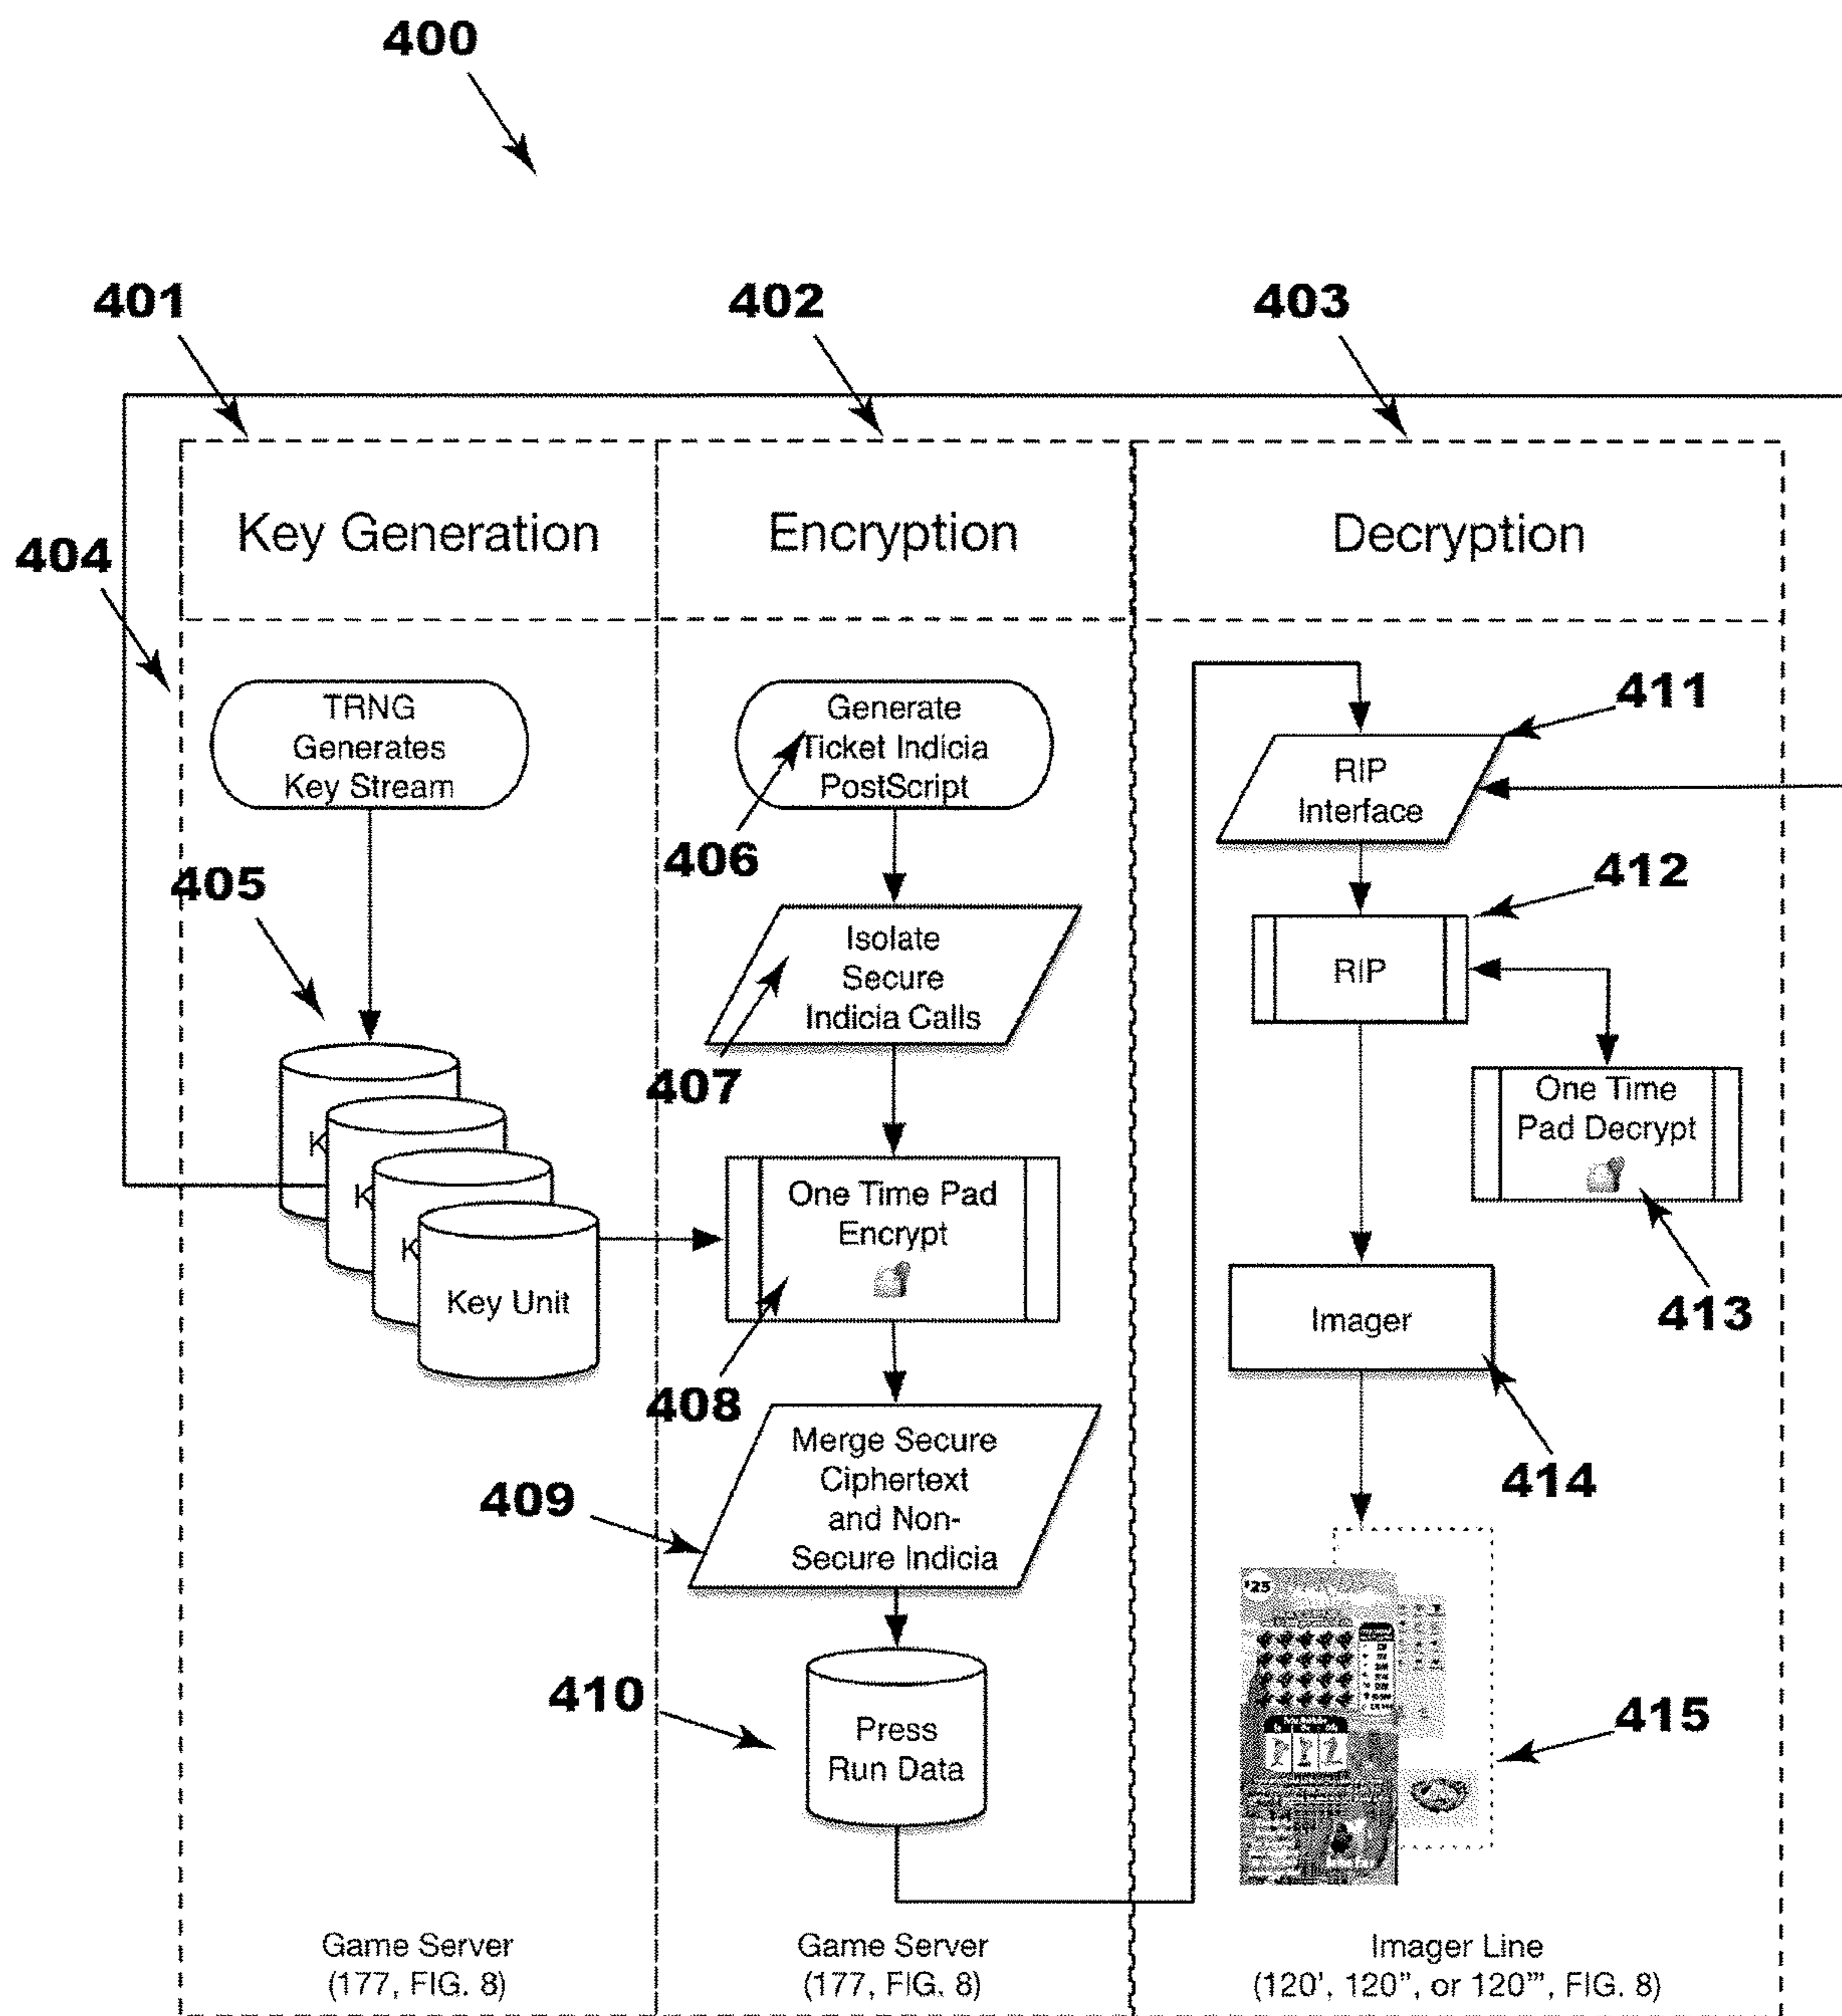 400
401
402
403
Key Generation
Encryption
Decryption
404
TRNG
Generates
Key Stream
405
K
K
K
Key Unit
Generate
Ticket Indicia
PostScript
406
Isolate
Secure
Indicia Calls
407
One Time Pad
Encrypt
408
Merge Secure
Ciphertext
and Non-
Secure Indicia
409
Press
Run Data
410
RIP
Interface
411
RIP
412
One Time
Pad Decrypt
413
Imager
414
$25
415
Game Server
(177, FIG. 8)
Game Server
(177, FIG. 8)
Imager Line
(120', 120", or 120"', FIG. 8)